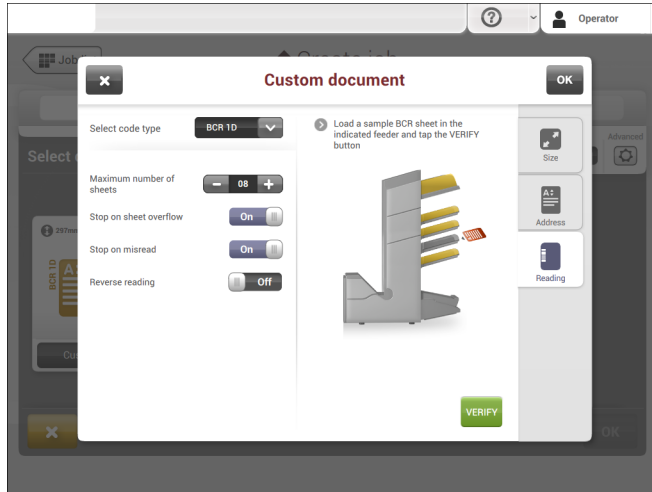 Operator
Job
Create job
Custom document
OK
Select code type
BCR 1D
Maximum number of
sheets
08
Stop on sheet overflow
On
Stop on misread
On
Reverse reading
Off
Load a sample BCR sheet in the
indicated feeder and tap the VERIFY
button
VERIFY
Size
A:
Address
Reading
Advanced
Select
297mm
BCR 1D
A:
Cus
OK